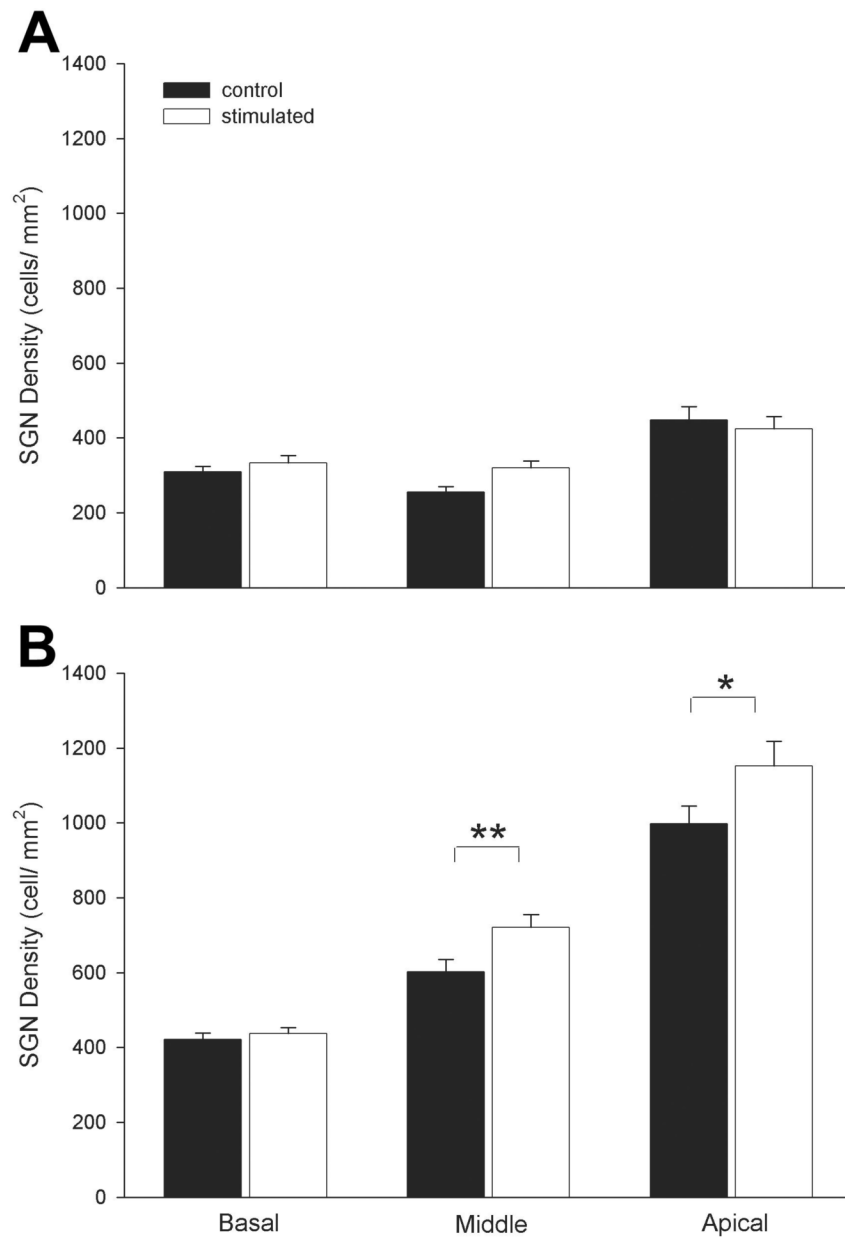 A
1400
1200
1000
800
600
400
200
0
SGN Density (cells/ mm²)
control
stimulated
B
1400
1200
1000
800
600
400
200
0
SGN Density (cell/ mm²)
**
*
Basal Middle Apical